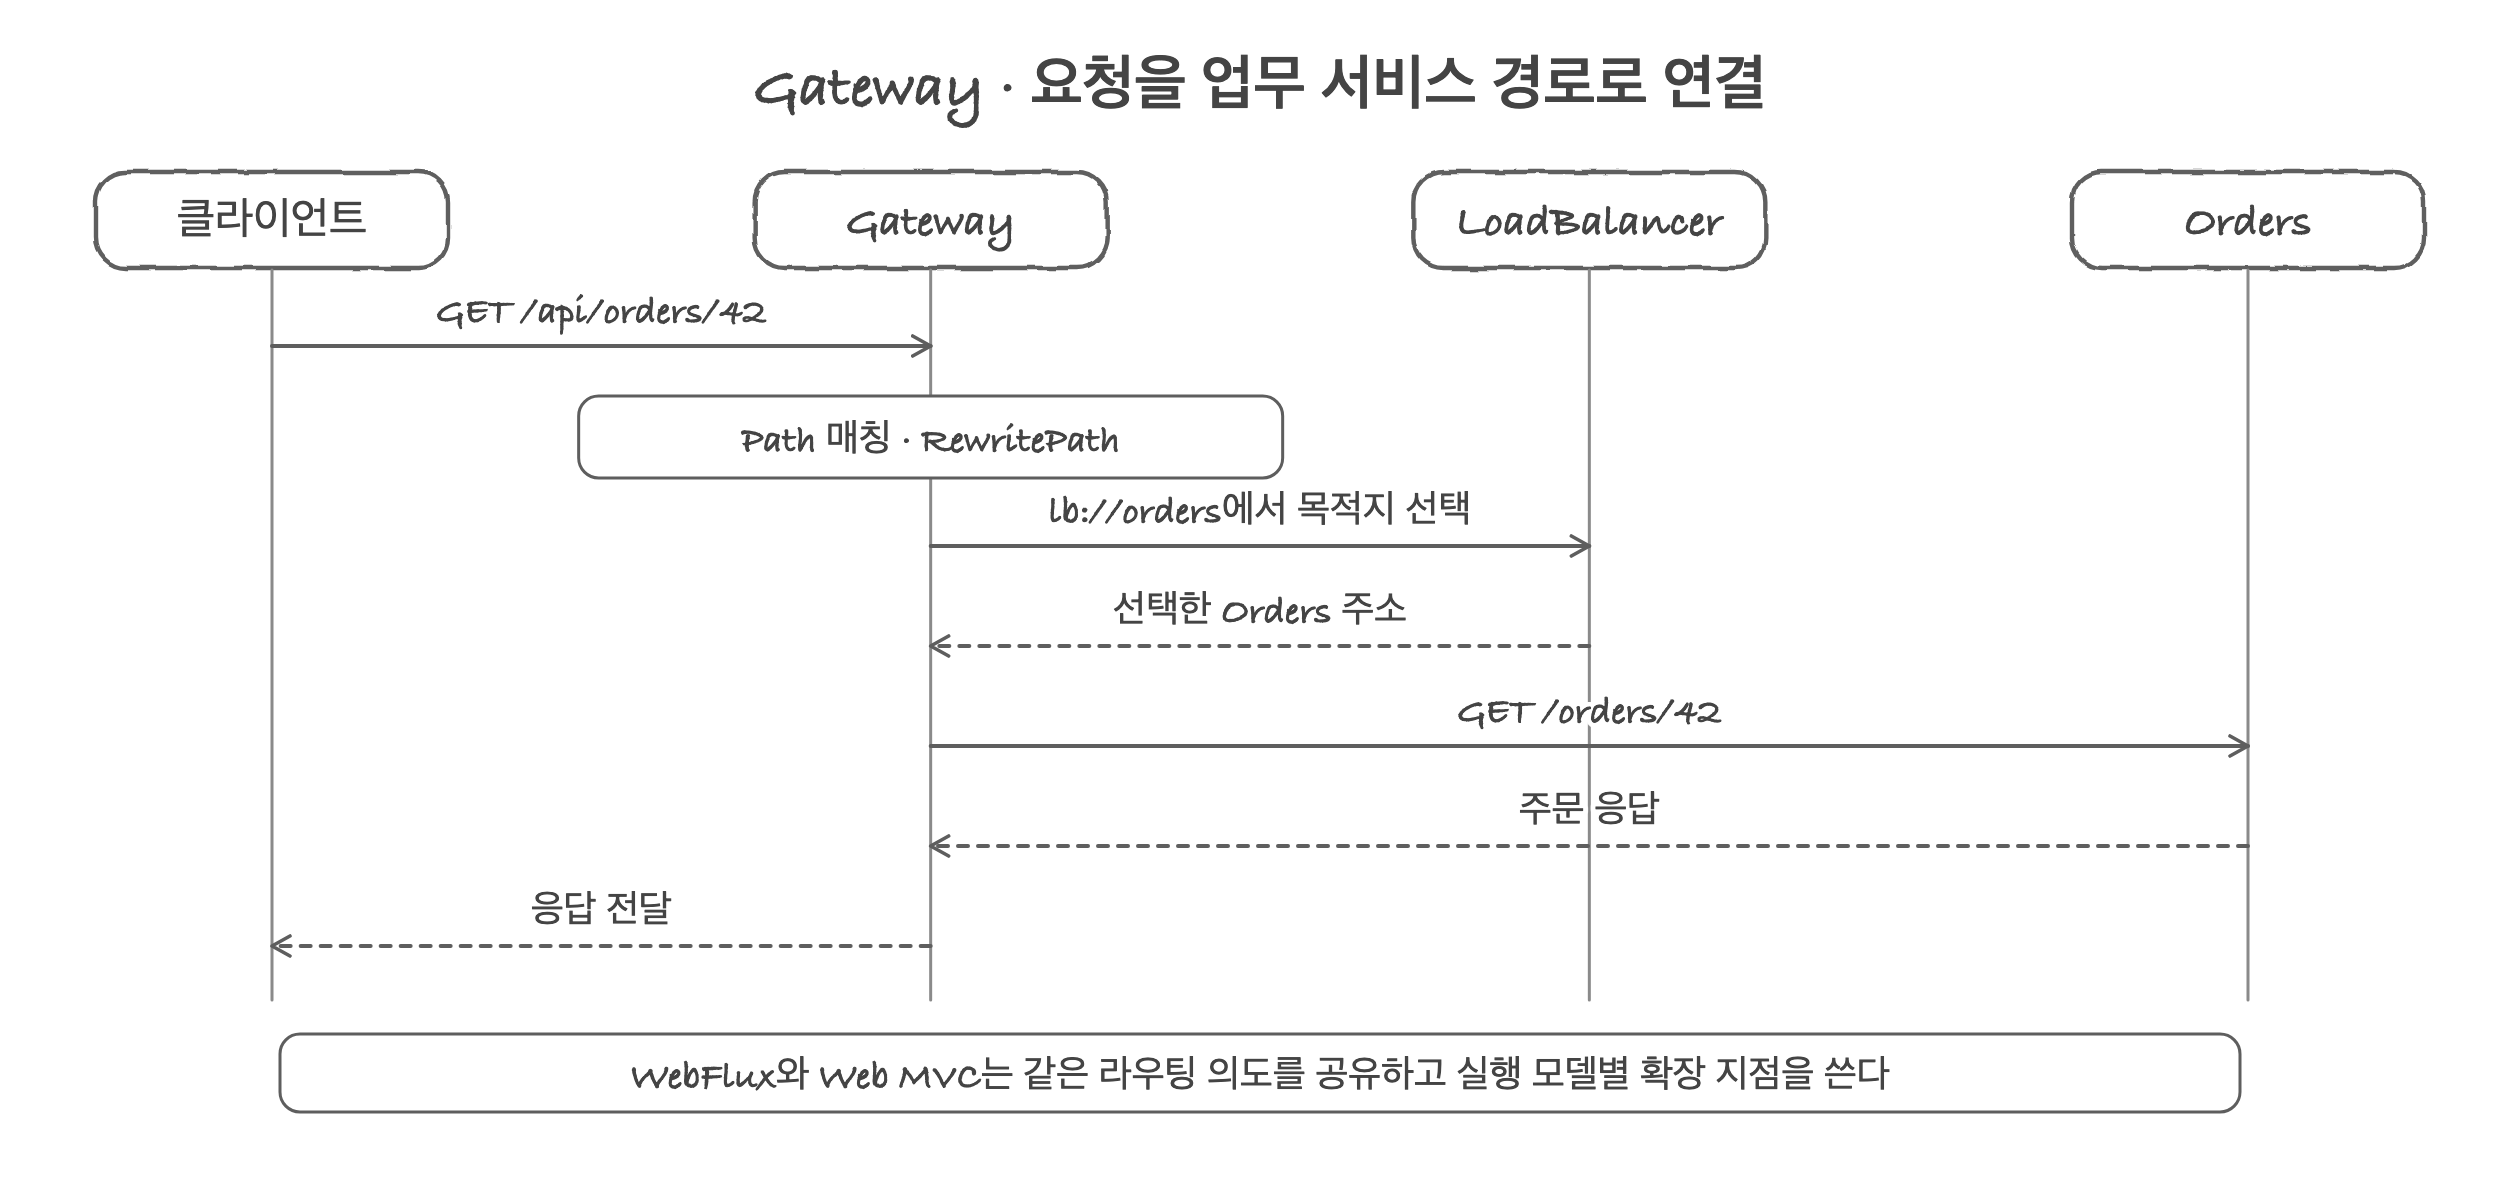 Gateway · 요청을 업무 서비스 경로로 연결
클라이언트
Gateway
LoadBalancer
Orders
GET /api/orders/42
Path 매칭 · RewritePath
lb://orders에서 목적지 선택
선택한 Orders 주소
GET /orders/42
주문 응답
응답 전달
WebFlux와 Web MVC는 같은 라우팅 의도를 공유하고 실행 모델별 확장 지점을 쓴다